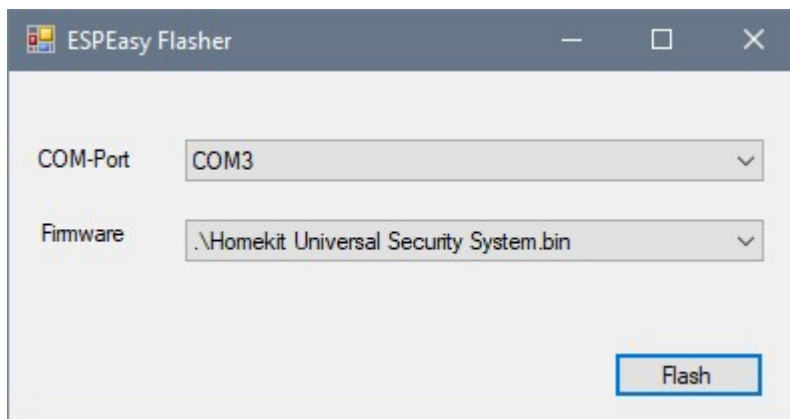 ESPEasy Flasher
COM-Port COM3
Firmware .\Homekit Universal Security System.bin
Flash